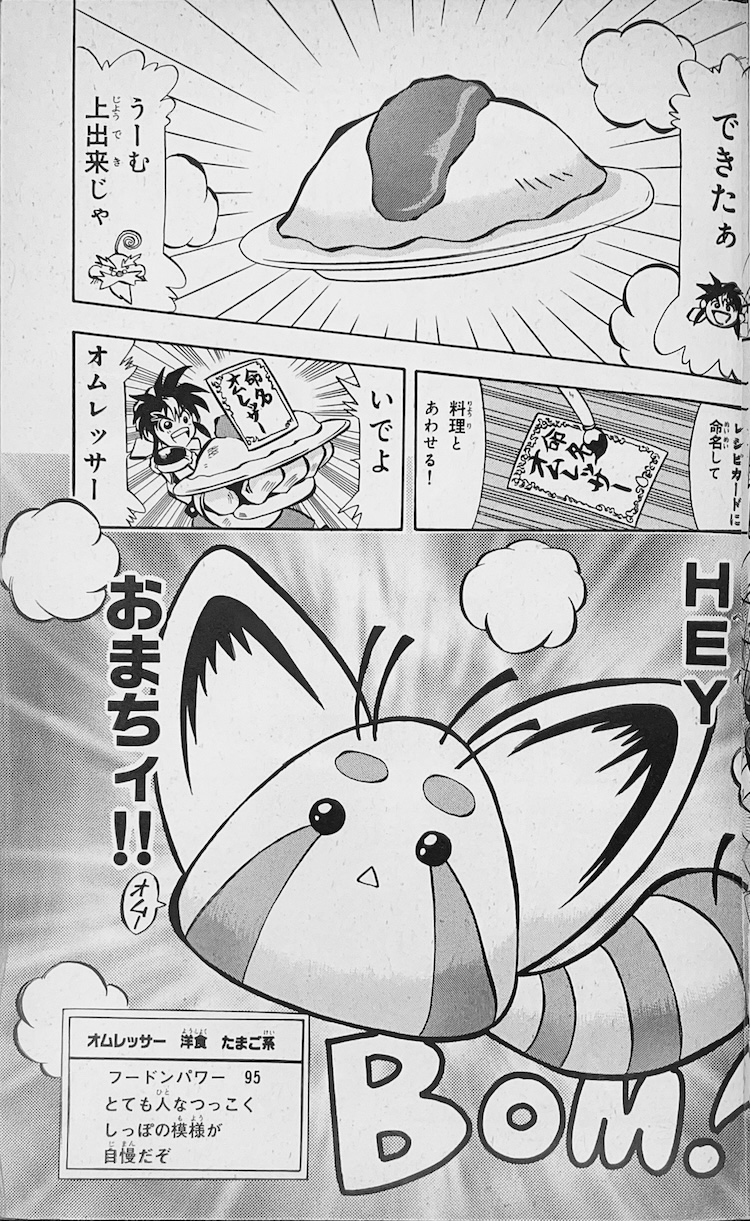 できたぁ
うーむ
上出来じゃ
レシピカードに
命名して
命名
オムレッサー
料理と
あわせる！
いでよ
命名
オムレッサー
オムレッサー
HEY
おまちィ!!
オムー
オムレッサー 洋食 たまご系
フードンパワー 95
とても人なつっこく
しっぽの模様が
自慢だぞ
BOM!